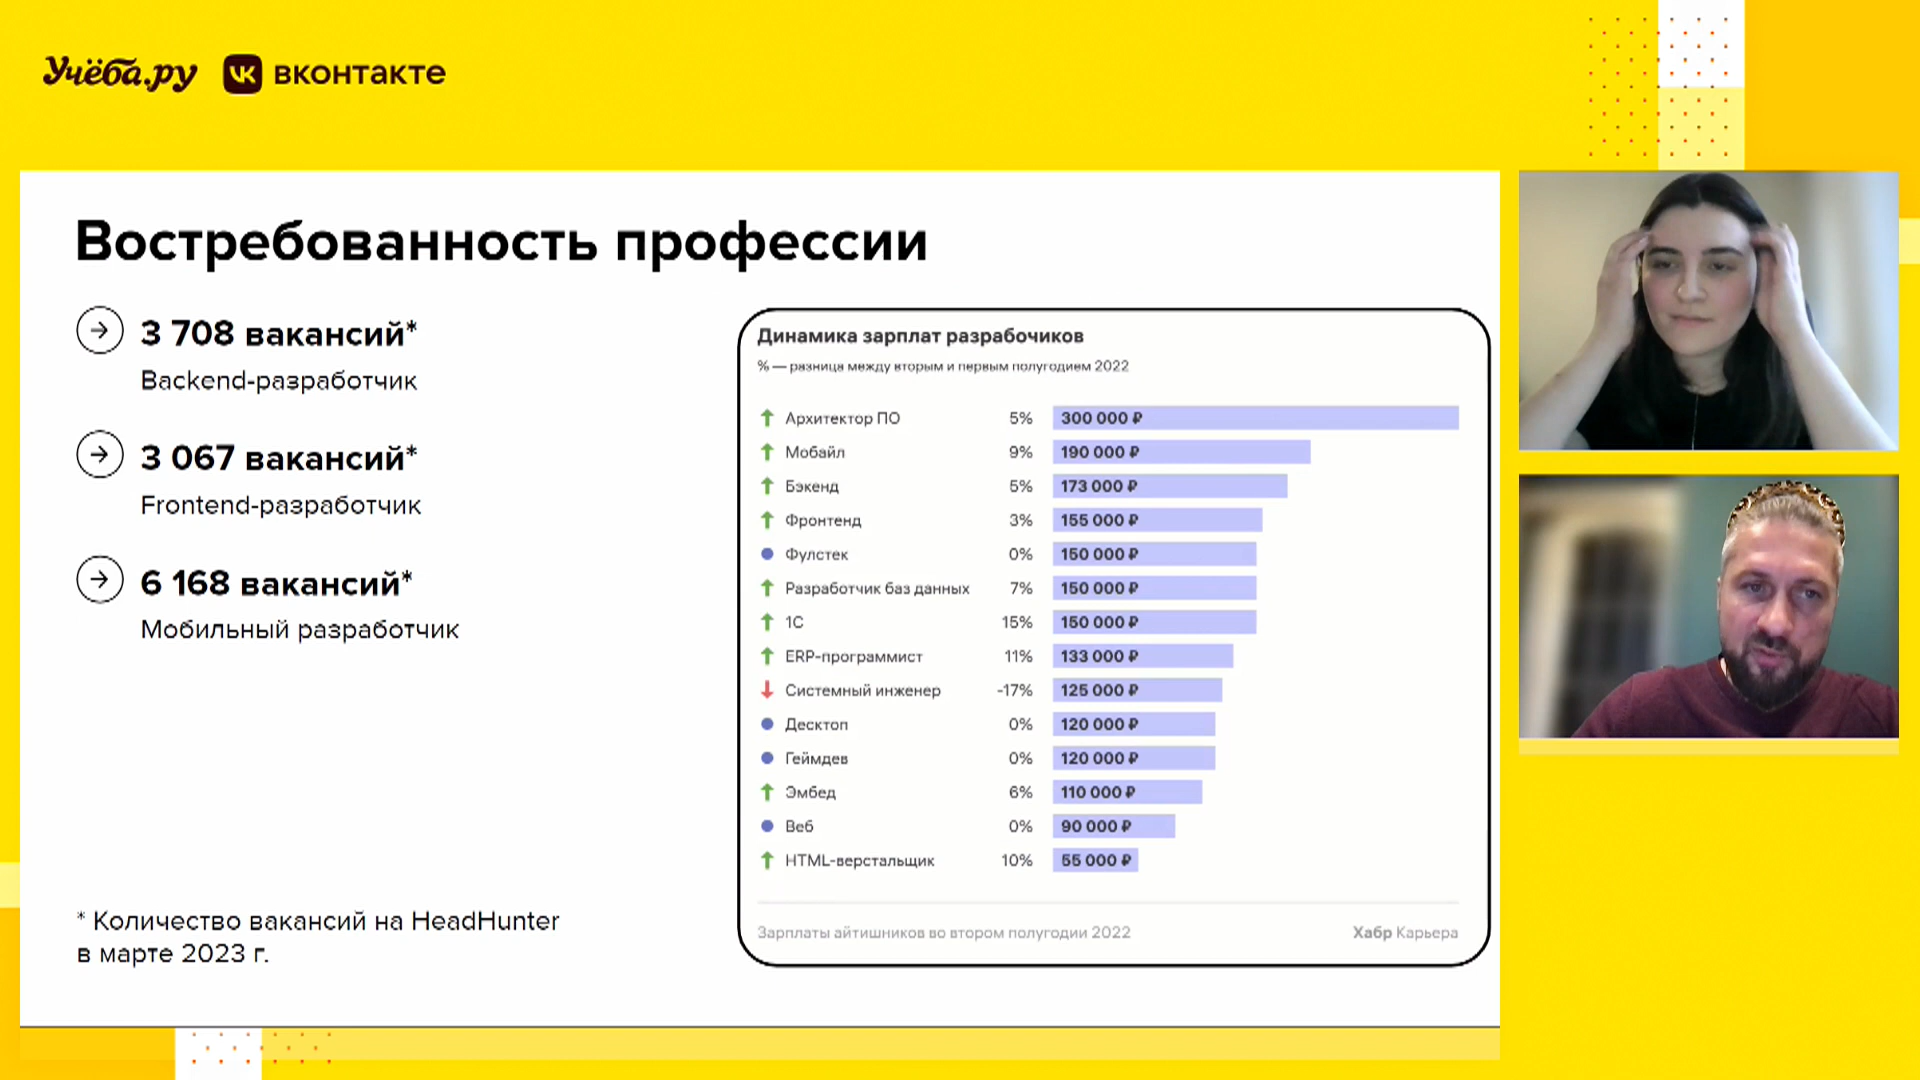 Учёба.ру вконтакте
Востребованность профессии
3 708 вакансий*
Backend-разработчик
3 067 вакансий*
Frontend-разработчик
6 168 вакансий*
Мобильный разработчик
* Количество вакансий на HeadHunter
в марте 2023 г.
Динамика зарплат разрабочиков
% — разница между вторым и первым полугодием 2022
Архитектор ПО 5% 300 000 ₽
Мобайл 9% 190 000 ₽
Бэкенд 5% 173 000 ₽
Фронтенд 3% 155 000 ₽
Фулстек 0% 150 000 ₽
Разработчик баз данных 7% 150 000 ₽
1С 15% 150 000 ₽
ERP-программист 11% 133 000 ₽
Системный инженер -17% 125 000 ₽
Десктоп 0% 120 000 ₽
Геймдев 0% 120 000 ₽
Эмбед 6% 110 000 ₽
Веб 0% 90 000 ₽
HTML-верстальщик 10% 55 000 ₽
Зарплаты айтишников во втором полугодии 2022 Хабр Карьера